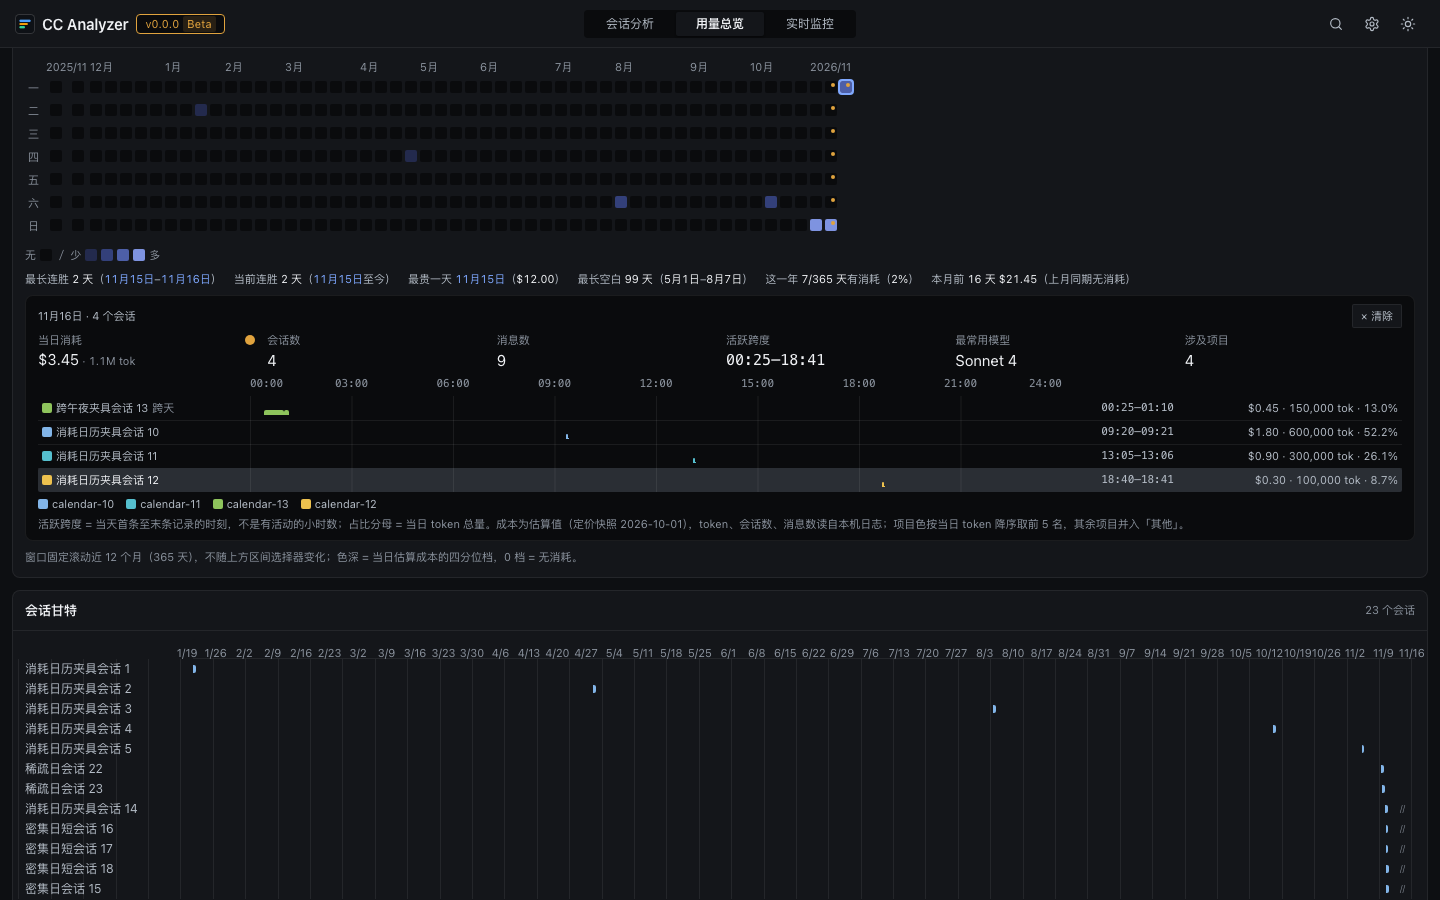 CC Analyzer v0.0.0 Beta 会话分析 用量总览 实时监控
2025/11 12月 1月 2月 3月 4月 5月 6月 7月 8月 9月 10月 2026/11
一
二
三
四
五
六
日
无 / 少 多
最长连胜 2 天（11月15日–11月16日） 当前连胜 2 天（11月15日至今） 最贵一天 11月15日（$12.00） 最长空白 99 天（5月1日–8月7日） 这一年 7/365 天有消耗（2%） 本月前 16 天 $21.45（上月同期无消耗）
11月16日 · 4 个会话 × 清除
当日消耗 会话数 消息数 活跃跨度 最常用模型 涉及项目
$3.45 · 1.1M tok 4 9 00:25–18:41 Sonnet 4 4
00:00 03:00 06:00 09:00 12:00 15:00 18:00 21:00 24:00
跨午夜夹具会话 13 跨天 00:25–01:10 $0.45 · 150,000 tok · 13.0%
消耗日历夹具会话 10 09:20–09:21 $1.80 · 600,000 tok · 52.2%
消耗日历夹具会话 11 13:05–13:06 $0.90 · 300,000 tok · 26.1%
消耗日历夹具会话 12 18:40–18:41 $0.30 · 100,000 tok · 8.7%
calendar-10 calendar-11 calendar-13 calendar-12
活跃跨度 = 当天首条至末条记录的时刻，不是有活动的小时数；占比分母 = 当日 token 总量。成本为估算值（定价快照 2026-10-01），token、会话数、消息数读自本机日志；项目色按当日 token 降序取前 5 名，其余项目并入「其他」。
窗口固定滚动近 12 个月（365 天），不随上方区间选择器变化；色深 = 当日估算成本的四分位档，0 档 = 无消耗。
会话甘特 23 个会话
1/19 1/26 2/2 2/9 2/16 2/23 3/2 3/9 3/16 3/23 3/30 4/6 4/13 4/20 4/27 5/4 5/11 5/18 5/25 6/1 6/8 6/15 6/22 6/29 7/6 7/13 7/20 7/27 8/3 8/10 8/17 8/24 8/31 9/7 9/14 9/21 9/28 10/5 10/12 10/19 10/26 11/2 11/9 11/16
消耗日历夹具会话 1
消耗日历夹具会话 2
消耗日历夹具会话 3
消耗日历夹具会话 4
消耗日历夹具会话 5
稀疏日会话 22
稀疏日会话 23
消耗日历夹具会话 14 //
密集日短会话 16 //
密集日短会话 17 //
密集日短会话 18 //
密集日会话 15 //